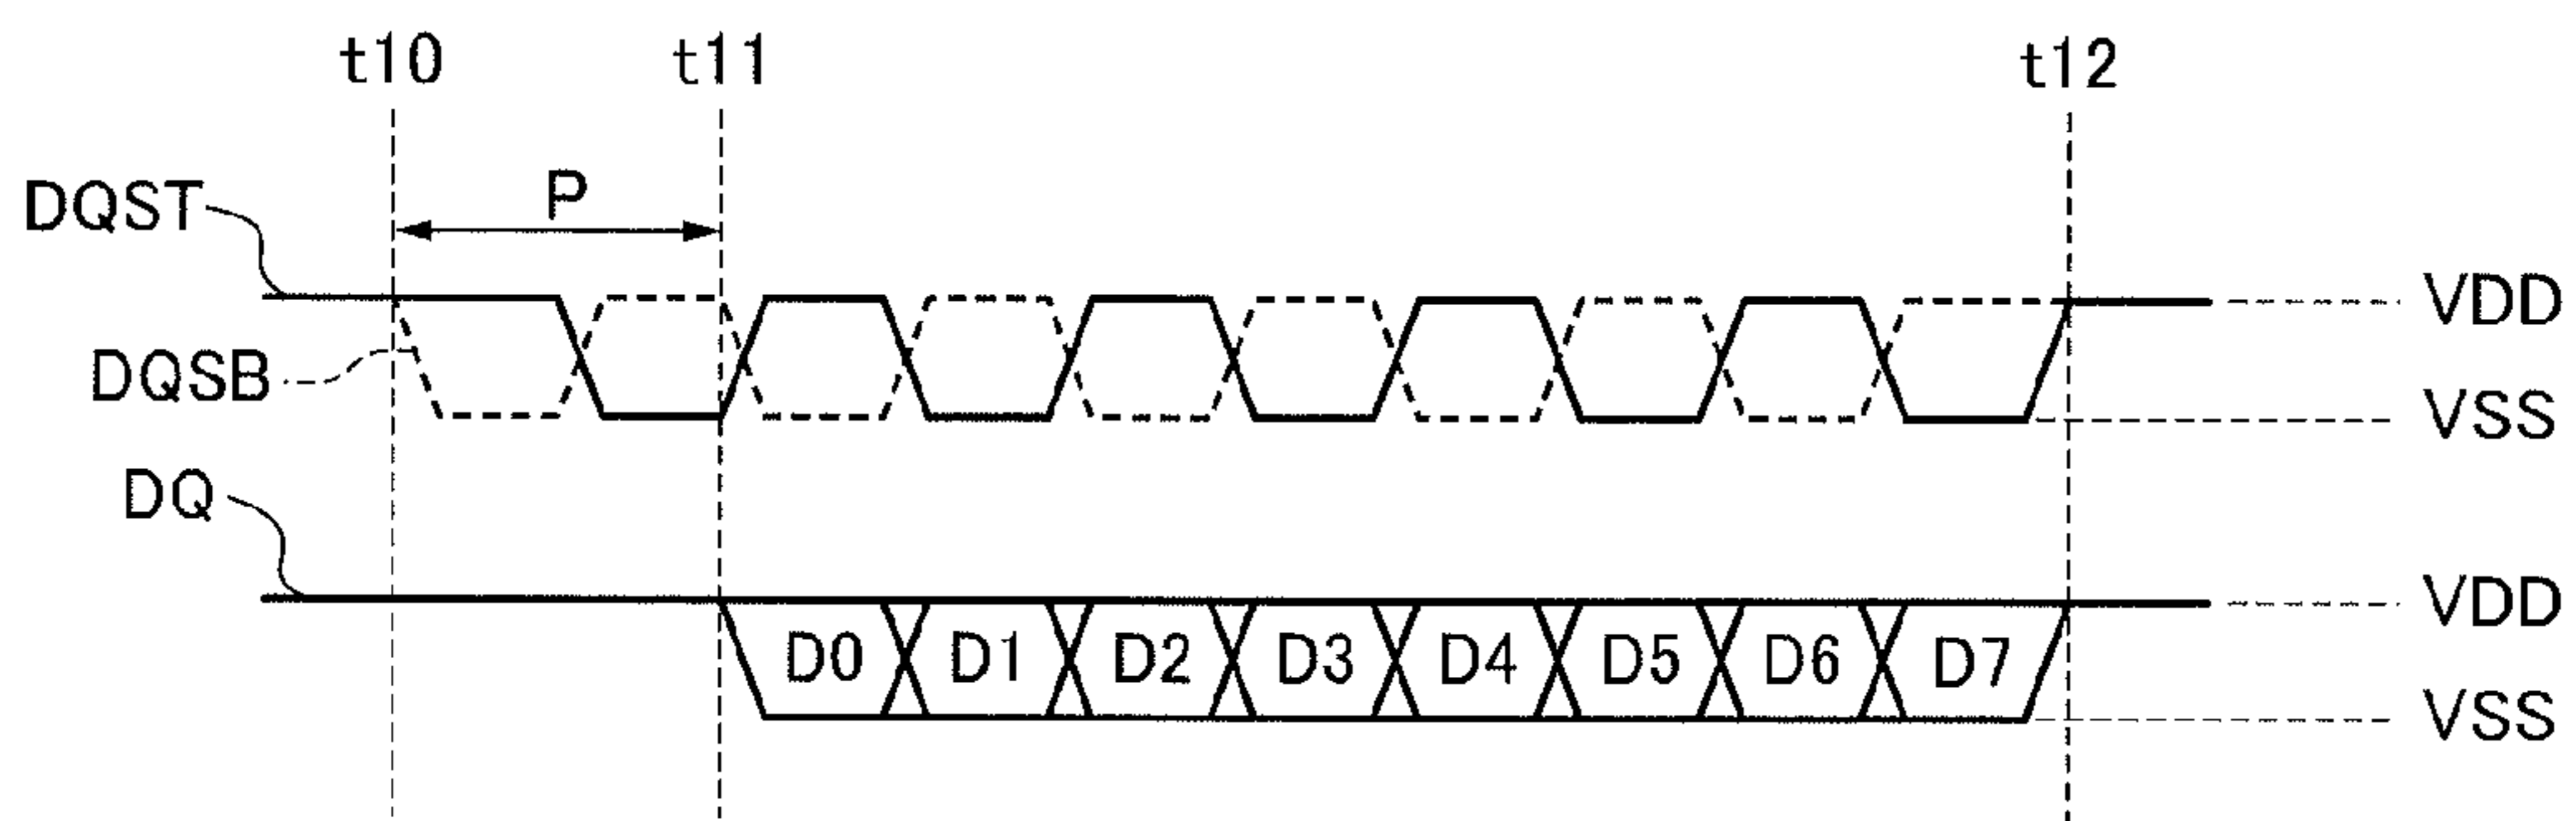 t10 t11 t12
P
DQST
VDD
DQSB
VSS
DQ
VDD
D0 D1 D2 D3 D4 D5 D6 D7
VSS